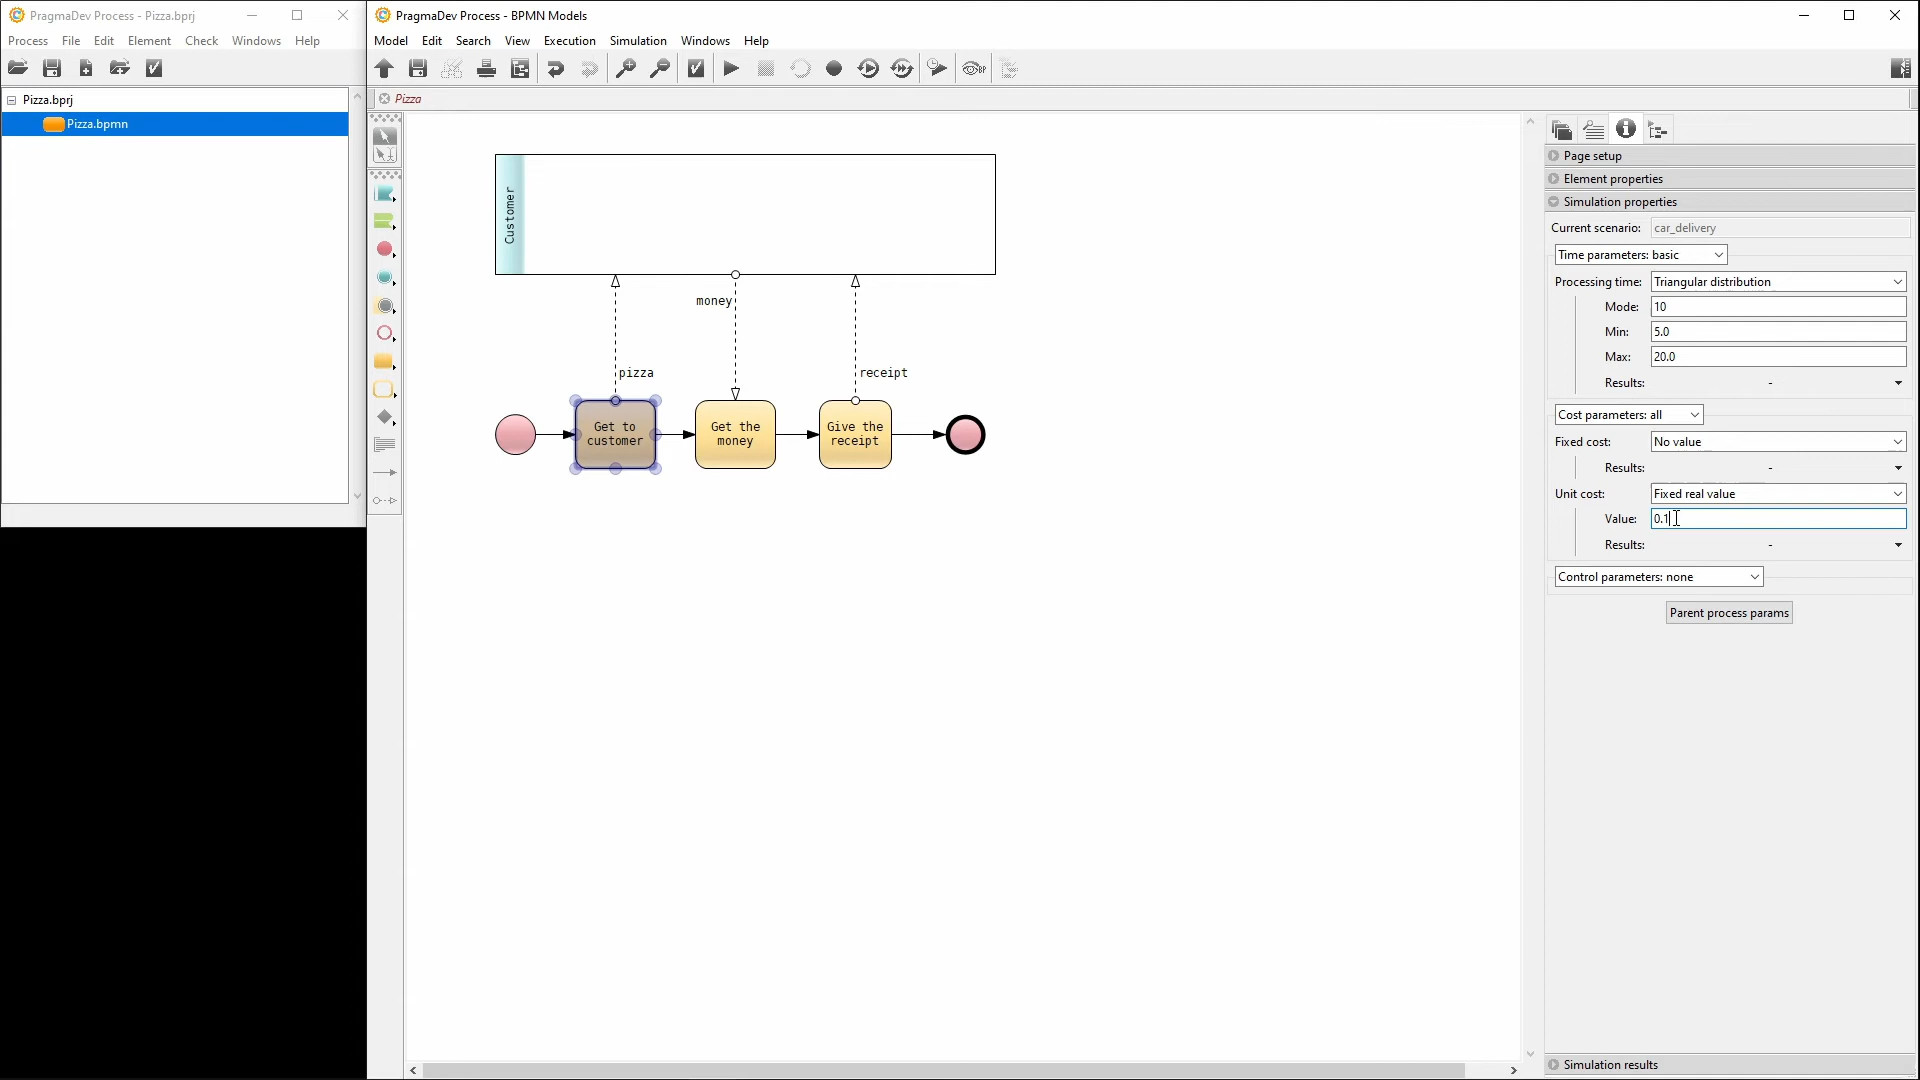 PragmaDev Process - Pizza.bprj
Process File Edit Element Check Windows Help
Pizza.bprj
Pizza.bpmn
PragmaDev Process - BPMN Models
Model Edit Search View Execution Simulation Windows Help
Pizza
Customer
money
pizza
receipt
Get to
customer
Get the
money
Give the
receipt
Page setup
Element properties
Simulation properties
Current scenario: car_delivery
Time parameters: basic
Processing time: Triangular distribution
Mode: 10
Min: 5.0
Max: 20.0
Results: -
Cost parameters: all
Fixed cost: No value
Results: -
Unit cost: Fixed real value
Value: 0.1
Results: -
Control parameters: none
Parent process params
Simulation results